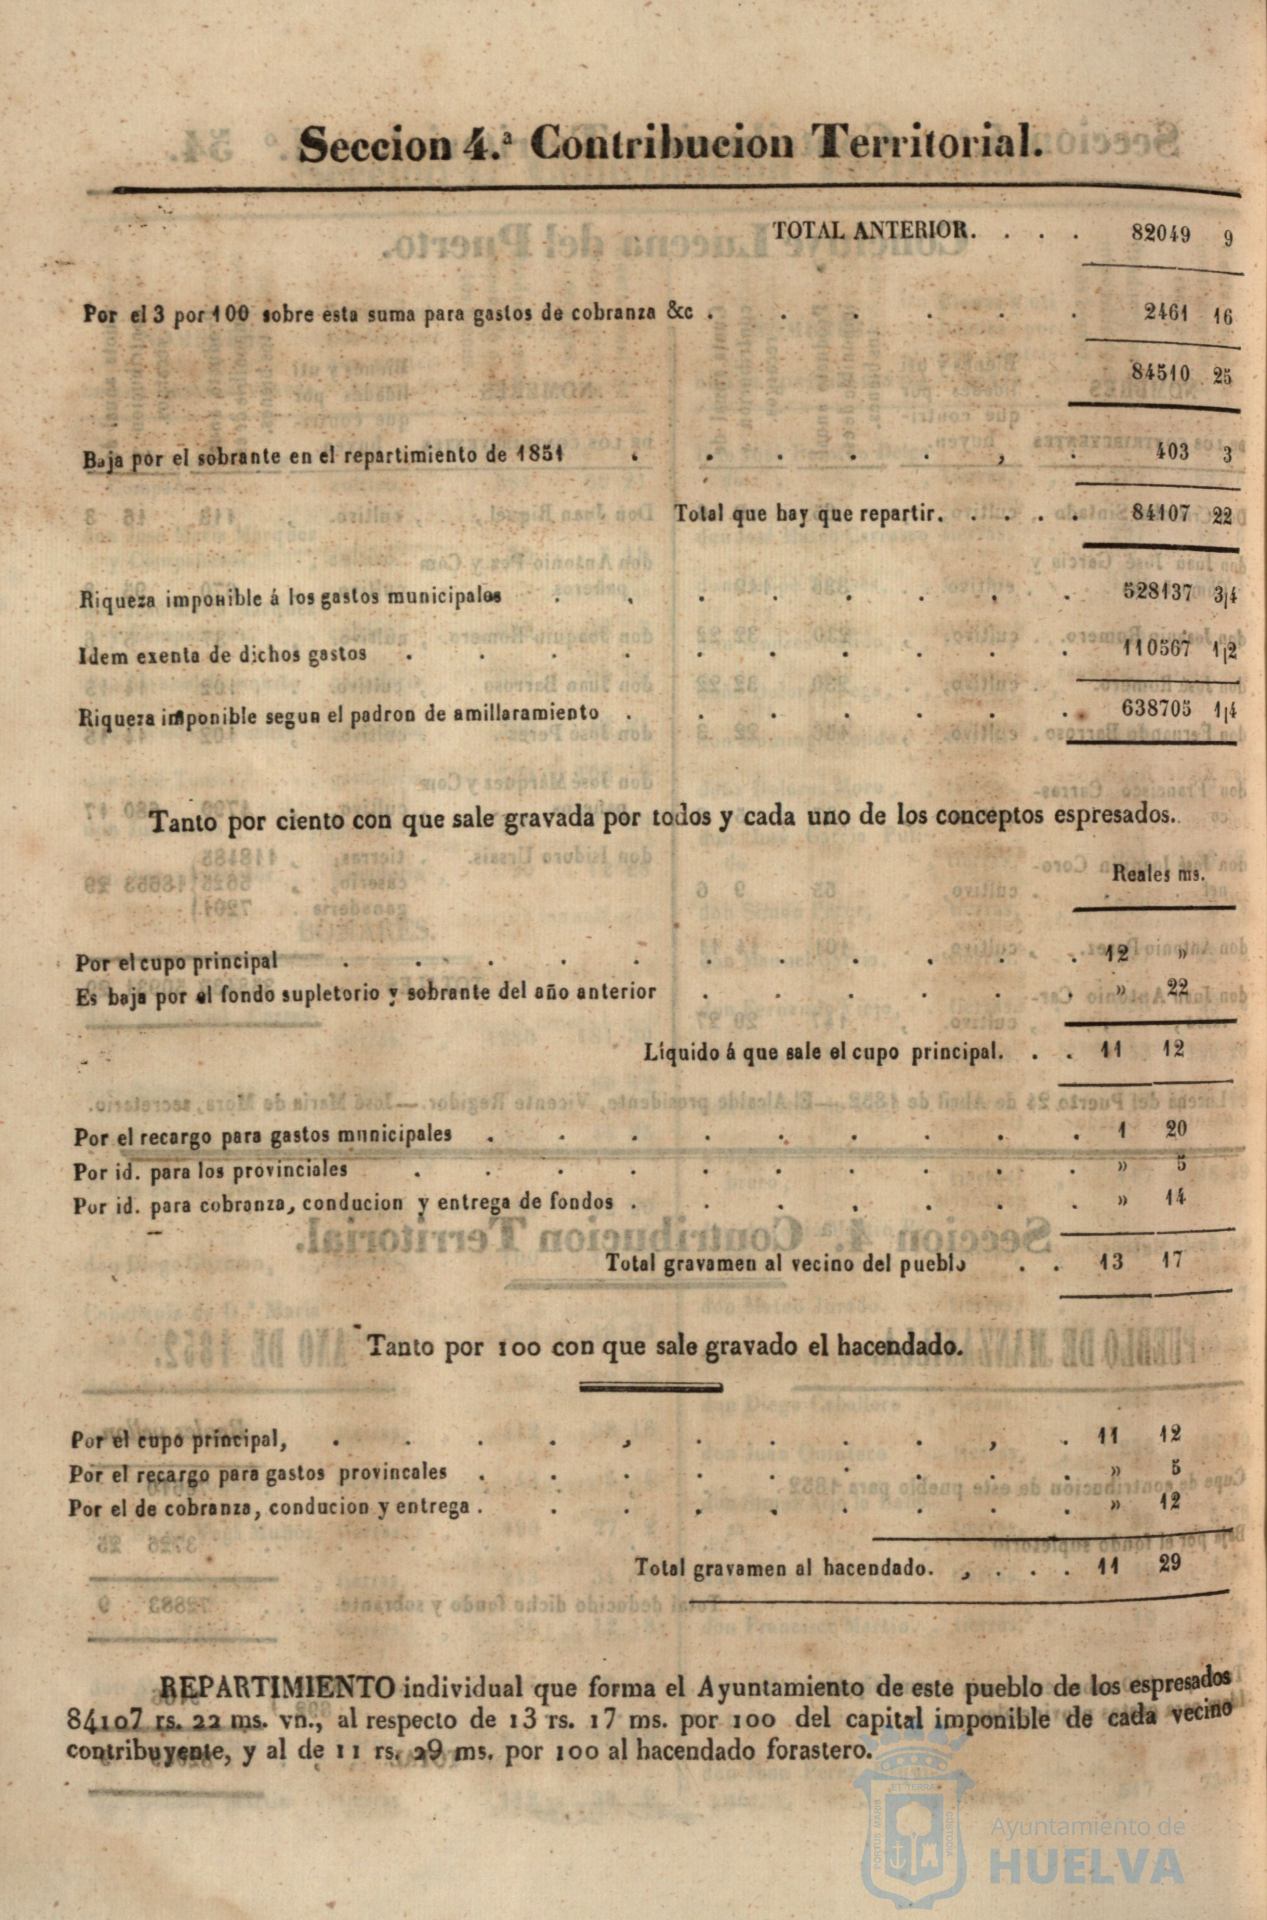 Seccion 4.ª Contribucion Territorial.
TOTAL ANTERIOR. . . . 82049 9
Por el 3 por 100 sobre esta suma para gastos de cobranza &c . . . . . . 2461 16
84510 25
Baja por el sobrante en el repartimiento de 1851 . . . . . , . 403 3
Total que hay que repartir. . . . . 84107 22
Riqueza imponible á los gastos municipales . . . . . . . . 528137 3|4
Idem exenta de dichos gastos . . . . . . . . . . 110567 1|2
Riqueza imponible segun el padron de amillaramiento . . . . . . . 638705 1|4
Tanto por ciento con que sale gravada por todos y cada uno de los conceptos espresados.
Reales ms.
Por el cupo principal . . . . . . . . . . . 12 »
Es baja por el fondo supletorio y sobrante del año anterior . . . . . . » 22
Líquido á que sale el cupo principal. . . 11 12
Por el recargo para gastos municipales . . . . . . . . . 1 20
Por id. para los provinciales . . . . . . . . . . » 5
Por id. para cobranza, conducion y entrega de fondos . . . . . . . » 14
Total gravamen al vecino del pueblo . . 13 17
Tanto por 100 con que sale gravado el hacendado.
Por el cupo principal, . . . . , . . . . , . 11 12
Por el recargo para gastos provincales . . . . . . . . . » 5
Por el de cobranza, conducion y entrega . . . . . . . . . » 12
Total gravamen al hacendado. , . . . 11 29
REPARTIMIENTO individual que forma el Ayuntamiento de este pueblo de los espresados
84107 rs. 22 ms. vn., al respecto de 13 rs. 17 ms. por 100 del capital imponible de cada vecino
contribuyente, y al de 11 rs. 29 ms. por 100 al hacendado forastero.
PORTUS MARIS ET TERRA CUSTODIA
Ayuntamiento de
HUELVA